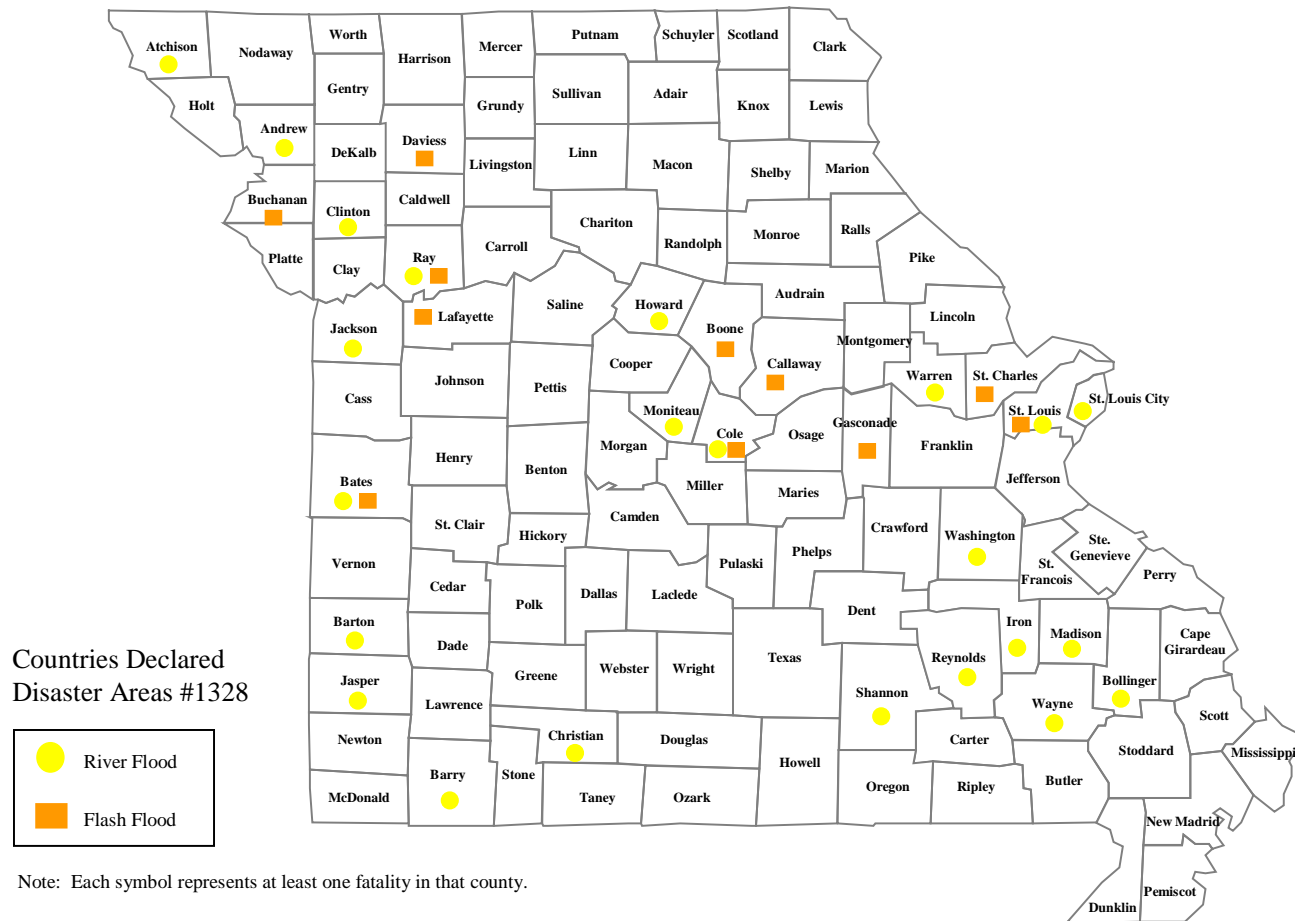 Atchison
Nodaway
Worth
Harrison
Mercer
Putnam
Schuyler
Scotland
Clark
Holt
Gentry
Grundy
Sullivan
Adair
Knox
Lewis
Andrew
DeKalb
Daviess
Livingston
Linn
Macon
Shelby
Marion
Buchanan
Clinton
Caldwell
Chariton
Randolph
Monroe
Ralls
Platte
Clay
Ray
Carroll
Pike
Audrain
Jackson
Lafayette
Saline
Howard
Boone
Callaway
Montgomery
Lincoln
Cass
Johnson
Pettis
Cooper
Warren
St. Charles
St. Louis City
Moniteau
Cole
Osage
Gasconade
Franklin
St. Louis
Morgan
Henry
Benton
Miller
Maries
Jefferson
Bates
St. Clair
Hickory
Camden
Crawford
Washington
Ste.
Genevieve
Vernon
Cedar
Polk
Dallas
Laclede
Pulaski
Phelps
St.
Francois
Perry
Barton
Dade
Dent
Iron
Madison
Cape
Girardeau
Countries Declared
Disaster Areas #1328
Jasper
Lawrence
Greene
Webster
Wright
Texas
Shannon
Reynolds
Wayne
Bollinger
Scott
Newton
Christian
Douglas
Howell
Carter
Stoddard
Mississippi
River Flood
McDonald
Barry
Stone
Taney
Ozark
Oregon
Ripley
Butler
Flash Flood
New Madrid
Pemiscot
Dunklin
Note: Each symbol represents at least one fatality in that county.